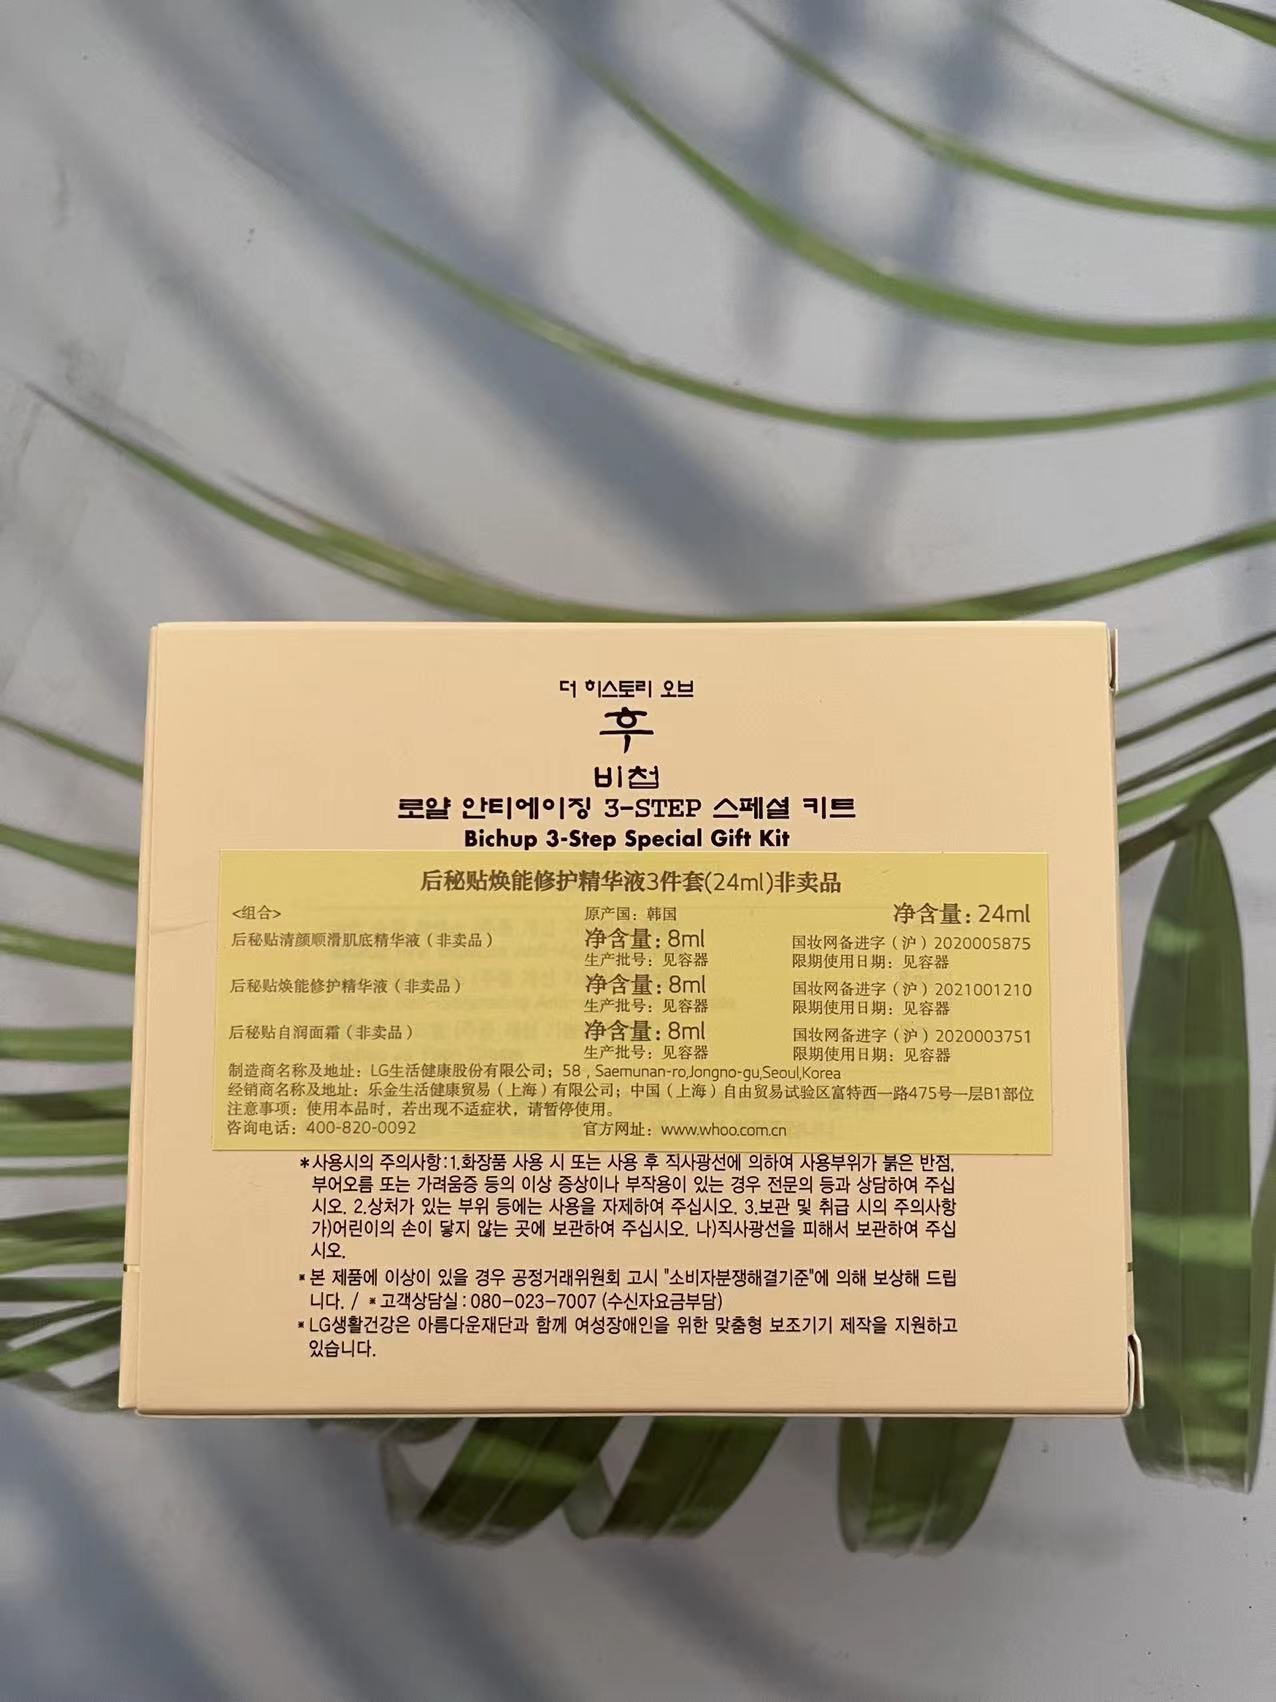 더 히스토리 오브
후
비첩
로얄 안티에이징 3-STEP 스페셜 키트
Bichup 3-Step Special Gift Kit
后秘贴焕能修护精华液3件套(24ml)非卖品
<组合> 原产国：韩国 净含量：24ml
后秘贴清颜顺滑肌底精华液（非卖品） 净含量：8ml 国妆网备进字（沪）2020005875
生产批号：见容器 限期使用日期：见容器
后秘贴焕能修护精华液（非卖品） 净含量：8ml 国妆网备进字（沪）2021001210
生产批号：见容器 限期使用日期：见容器
后秘贴自润面霜（非卖品） 净含量：8ml 国妆网备进字（沪）2020003751
生产批号：见容器 限期使用日期：见容器
制造商名称及地址：LG生活健康股份有限公司；58，Saemunan-ro,Jongno-gu,Seoul,Korea
经销商名称及地址：乐金生活健康贸易（上海）有限公司；中国（上海）自由贸易试验区富特西一路475号一层B1部位
注意事项：使用本品时，若出现不适症状，请暂停使用。
咨询电话：400-820-0092 官方网址：www.whoo.com.cn
*사용시의 주의사항:1.화장품 사용 시 또는 사용 후 직사광선에 의하여 사용부위가 붉은 반점,
부어오름 또는 가려움증 등의 이상 증상이나 부작용이 있는 경우 전문의 등과 상담하여 주십
시오. 2.상처가 있는 부위 등에는 사용을 자제하여 주십시오. 3.보관 및 취급 시의 주의사항
가)어린이의 손이 닿지 않는 곳에 보관하여 주십시오. 나)직사광선을 피해서 보관하여 주십
시오.
*본 제품에 이상이 있을 경우 공정거래위원회 고시 "소비자분쟁해결기준"에 의해 보상해 드립
니다. / *고객상담실:080-023-7007 (수신자요금부담)
*LG생활건강은 아름다운재단과 함께 여성장애인을 위한 맞춤형 보조기기 제작을 지원하고
있습니다.